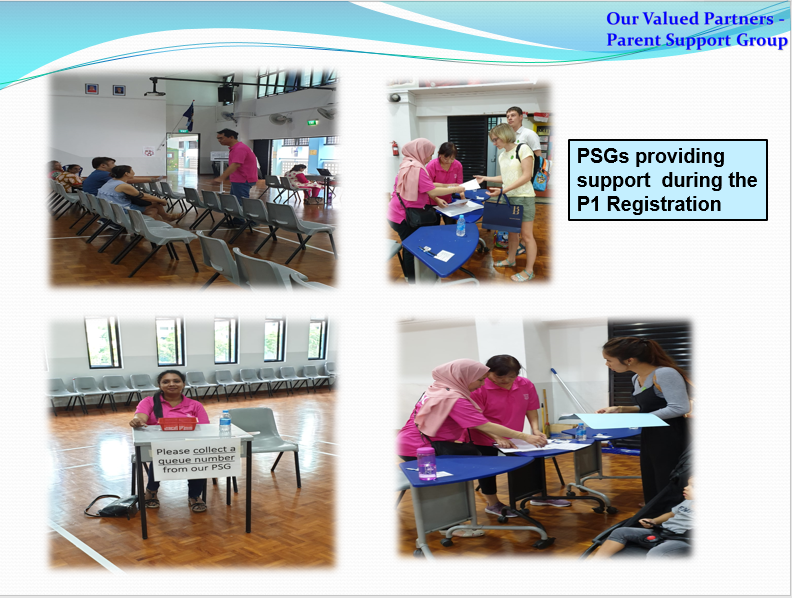 Our Valued Partners -
Parent Support Group
PSGs providing
support during the
P1 Registration
Please collect a
queue number
from our PSG